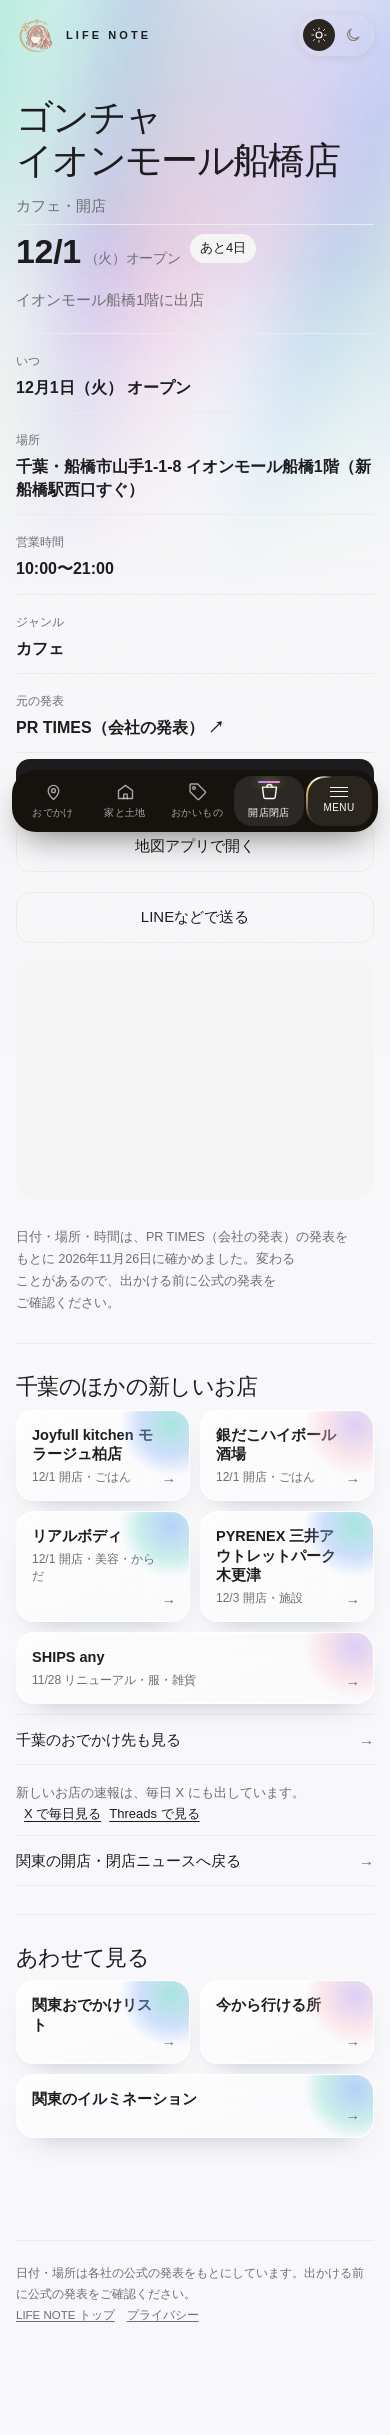 LIFE NOTE
ゴンチャ
イオンモール船橋店
カフェ・開店
12/1（火）オープン あと4日
イオンモール船橋1階に出店
いつ
12月1日（火） オープン
場所
千葉・船橋市山手1-1-8 イオンモール船橋1階（新
船橋駅西口すぐ）
営業時間
10:00〜21:00
ジャンル
カフェ
元の発表
PR TIMES（会社の発表） ↗
おでかけ
家と土地
おかいもの
開店閉店
MENU
地図アプリで開く
LINEなどで送る
日付・場所・時間は、PR TIMES（会社の発表）の発表を
もとに 2026年11月26日に確かめました。変わる
ことがあるので、出かける前に公式の発表を
ご確認ください。
千葉のほかの新しいお店
Joyfull kitchen モ
ラージュ柏店
12/1 開店・ごはん →
銀だこハイボール
酒場
12/1 開店・ごはん →
リアルボディ
12/1 開店・美容・から
だ
→
PYRENEX 三井ア
ウトレットパーク
木更津
12/3 開店・施設 →
SHIPS any
11/28 リニューアル・服・雑貨 →
千葉のおでかけ先も見る →
新しいお店の速報は、毎日 X にも出しています。
X で毎日見る Threads で見る
関東の開店・閉店ニュースへ戻る →
あわせて見る
関東おでかけリス
ト
→
今から行ける所
→
関東のイルミネーション
→
日付・場所は各社の公式の発表をもとにしています。出かける前
に公式の発表をご確認ください。
LIFE NOTE トップ プライバシー